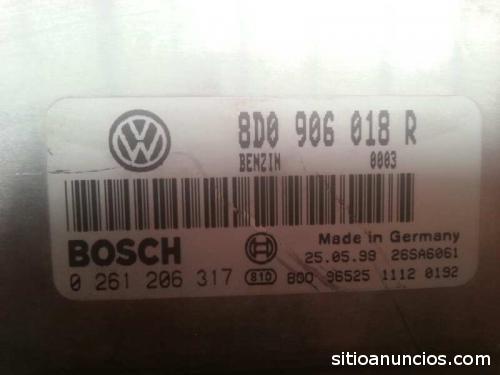 8D0 906 018 R
BENZIN 0003
BOSCH
Made in Germany
25.05.99 26SA6061
0 261 206 317 810 8D0 96525 1112 0192
sitioanuncios.com